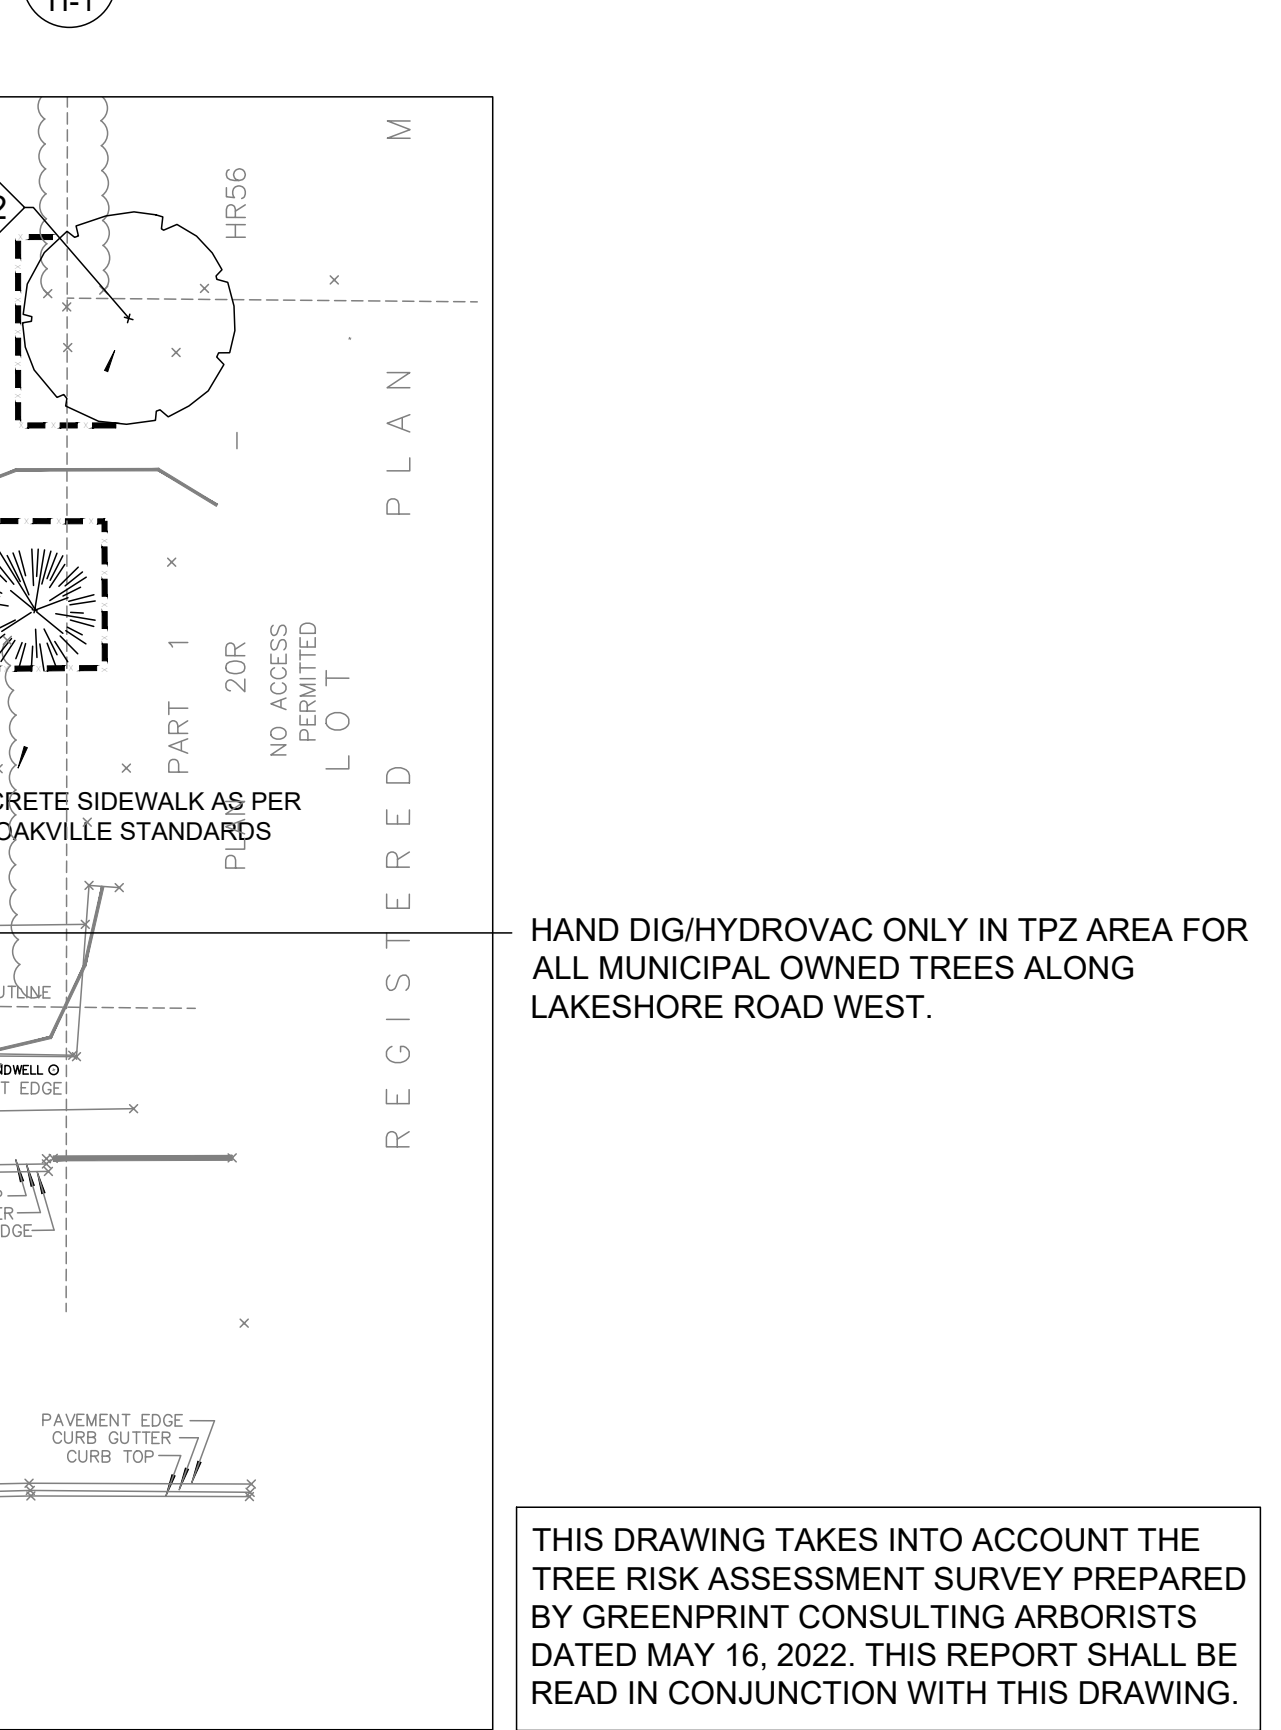 HR56
M
PLAN
PART 1
20R
PLAN
NO ACCESS
PERMITTED
LOT
REGISTERED
SIDEWALK AS PER
OAKVILLE STANDARDS
HAND DIG/HYDROVAC ONLY IN TPZ AREA FOR
ALL MUNICIPAL OWNED TREES ALONG
LAKESHORE ROAD WEST.
EDGE
PAVEMENT EDGE
CURB GUTTER
CURB TOP
THIS DRAWING TAKES INTO ACCOUNT THE
TREE RISK ASSESSMENT SURVEY PREPARED
BY GREENPRINT CONSULTING ARBORISTS
DATED MAY 16, 2022. THIS REPORT SHALL BE
READ IN CONJUNCTION WITH THIS DRAWING.